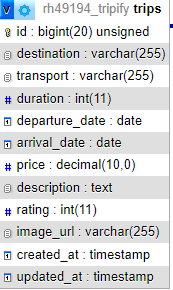 V rh49194_tripify trips
id : bigint(20) unsigned
destination : varchar(255)
transport : varchar(255)
# duration : int(11)
departure_date : date
arrival_date : date
# price : decimal(10,0)
description : text
# rating : int(11)
image_url : varchar(255)
created_at : timestamp
updated_at : timestamp